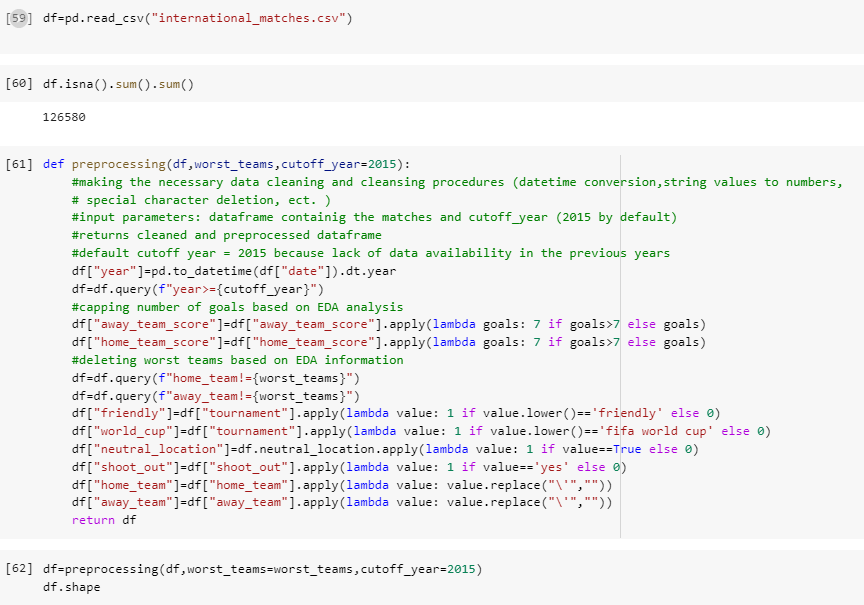 [59] df=pd.read_csv("international_matches.csv")
[60] df.isna().sum().sum()
126580
[61] def preprocessing(df,worst_teams,cutoff_year=2015):
#making the necessary data cleaning and cleansing procedures (datetime conversion,string values to numbers,
# special character deletion, ect. )
#input parameters: dataframe containig the matches and cutoff_year (2015 by default)
#returns cleaned and preprocessed dataframe
#default cutoff year = 2015 because lack of data availability in the previous years
df["year"]=pd.to_datetime(df["date"]).dt.year
df=df.query(f"year>={cutoff_year}")
#capping number of goals based on EDA analysis
df["away_team_score"]=df["away_team_score"].apply(lambda goals: 7 if goals>7 else goals)
df["home_team_score"]=df["home_team_score"].apply(lambda goals: 7 if goals>7 else goals)
#deleting worst teams based on EDA information
df=df.query(f"home_team!={worst_teams}")
df=df.query(f"away_team!={worst_teams}")
df["friendly"]=df["tournament"].apply(lambda value: 1 if value.lower()=='friendly' else 0)
df["world_cup"]=df["tournament"].apply(lambda value: 1 if value.lower()=='fifa world cup' else 0)
df["neutral_location"]=df.neutral_location.apply(lambda value: 1 if value==True else 0)
df["shoot_out"]=df["shoot_out"].apply(lambda value: 1 if value=='yes' else 0)
df["home_team"]=df["home_team"].apply(lambda value: value.replace("\'",""))
df["away_team"]=df["away_team"].apply(lambda value: value.replace("\'",""))
return df
[62] df=preprocessing(df,worst_teams=worst_teams,cutoff_year=2015)
df.shape